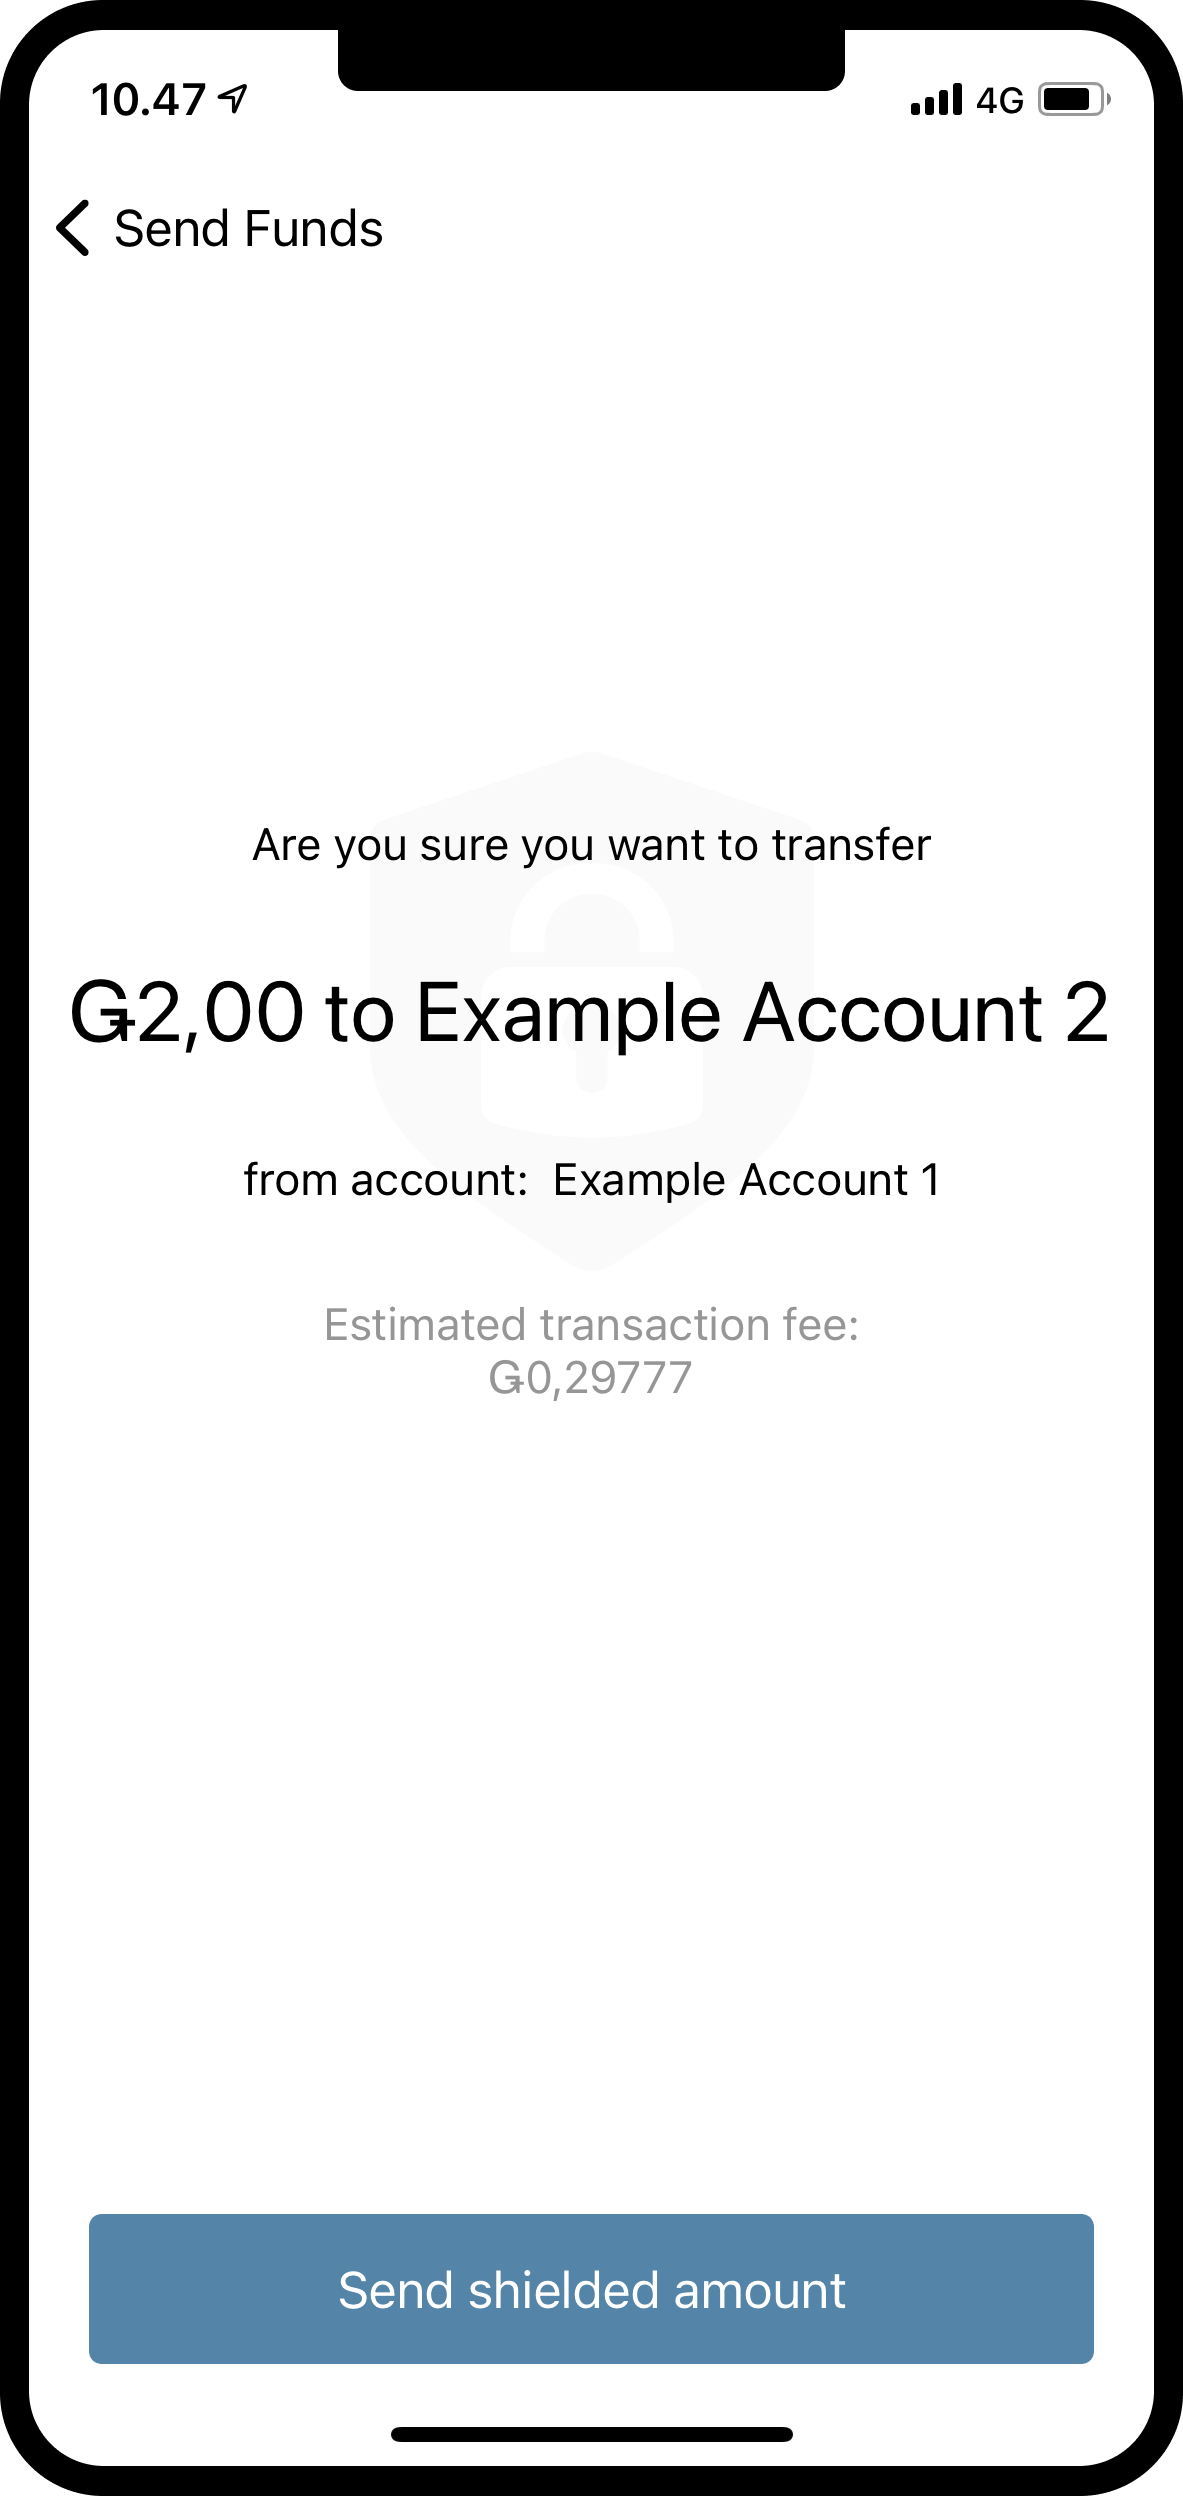 10.47
4G
Send Funds
Are you sure you want to transfer
Ǥ2,00 to Example Account 2
from account: Example Account 1
Estimated transaction fee:
Ǥ0,29777
Send shielded amount